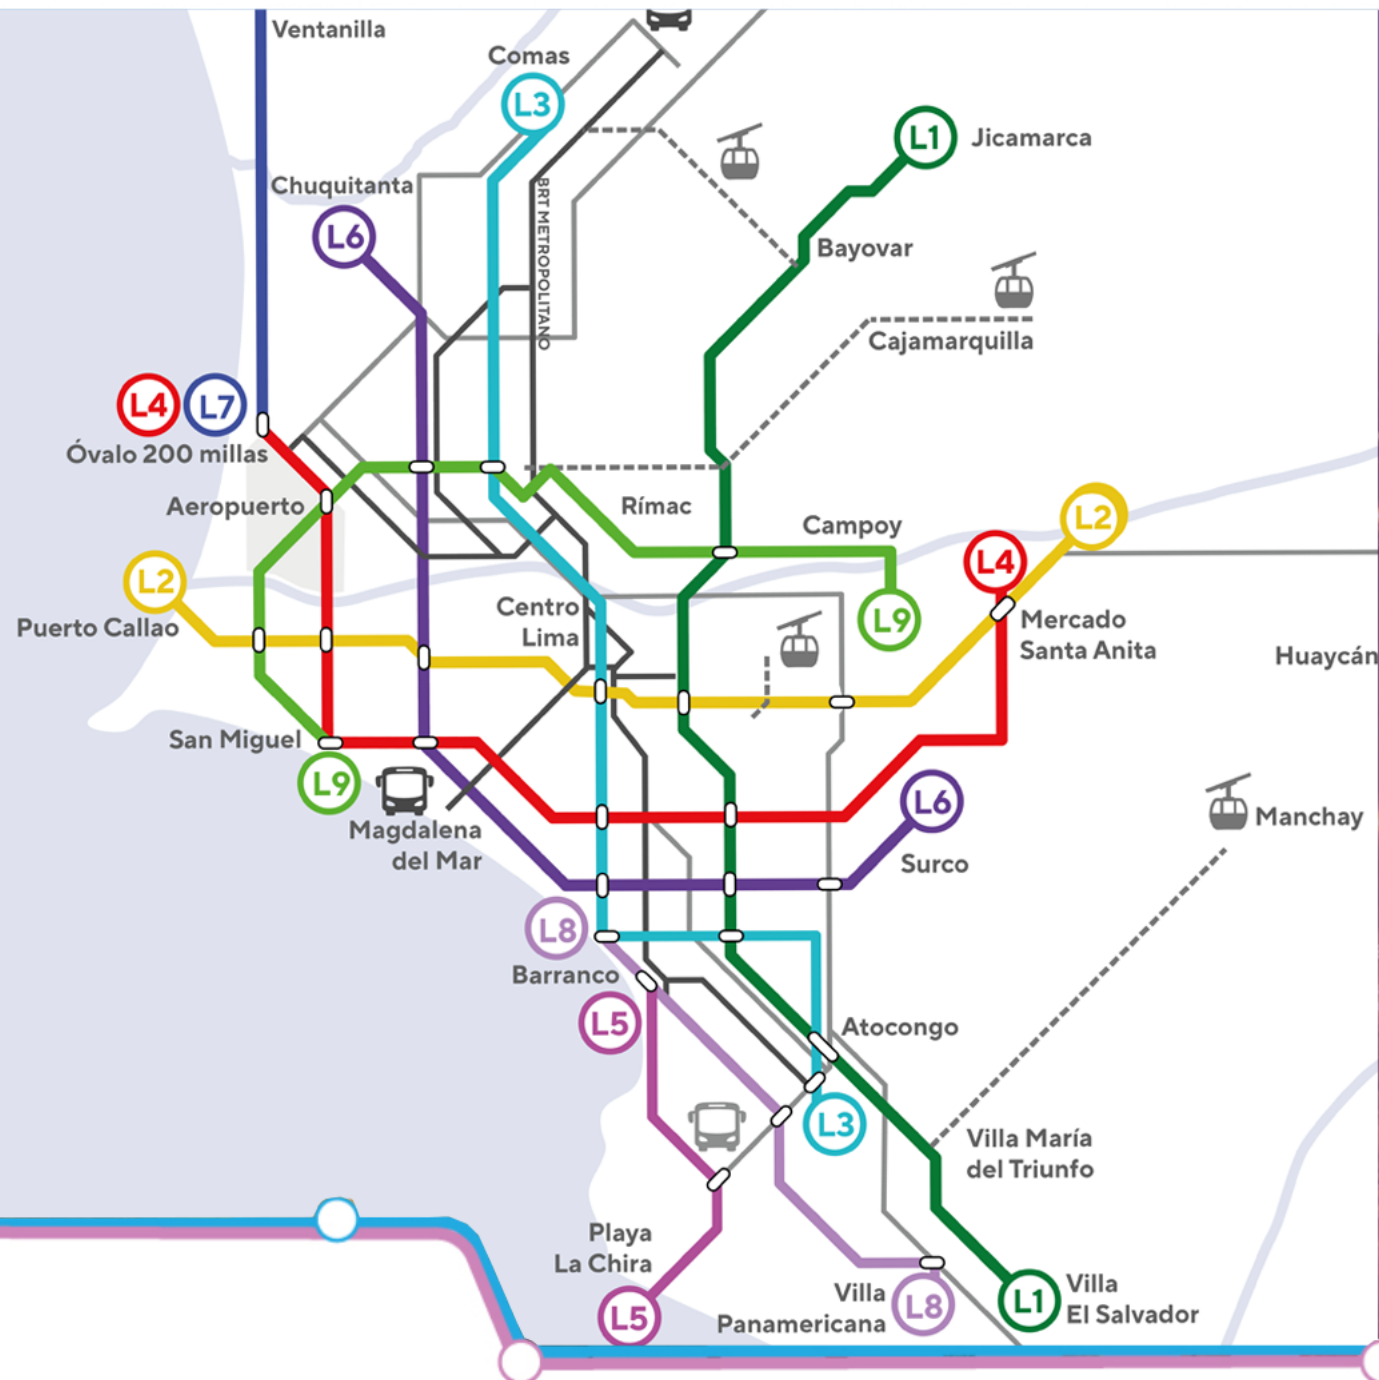 Ventanilla
Comas
L3
L1
Jicamarca
Chuquitanta
BRT METROPOLITANO
L6
Bayovar
Cajamarquilla
L4
L7
Óvalo 200 millas
Aeropuerto
Rímac
Campoy
L2
L4
L2
Puerto Callao
Centro
Lima
L9
Mercado
Santa Anita
Huaycán
San Miguel
L9
L6
Manchay
Magdalena
del Mar
Surco
L8
Barranco
L5
Atocongo
L3
Villa María
del Triunfo
Playa
La Chira
L5
Villa
Panamericana
L8
L1
Villa
El Salvador